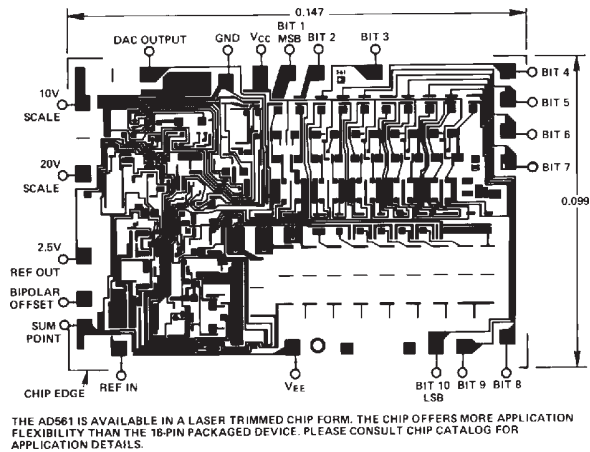 0.147
BIT 1
DAC OUTPUT GND VCC MSB BIT 2 BIT 3
BIT 4
10V
SCALE
BIT 5
BIT 6
BIT 7
20V
SCALE
0.099
2.5V
REF OUT
BIPOLAR
OFFSET
SUM
POINT
CHIP EDGE
REF IN
VEE
BIT 10
LSB
BIT 9
BIT 8
THE AD561 IS AVAILABLE IN A LASER TRIMMED CHIP FORM. THE CHIP OFFERS MORE APPLICATION
FLEXIBILITY THAN THE 16-PIN PACKAGED DEVICE. PLEASE CONSULT CHIP CATALOG FOR
APPLICATION DETAILS.